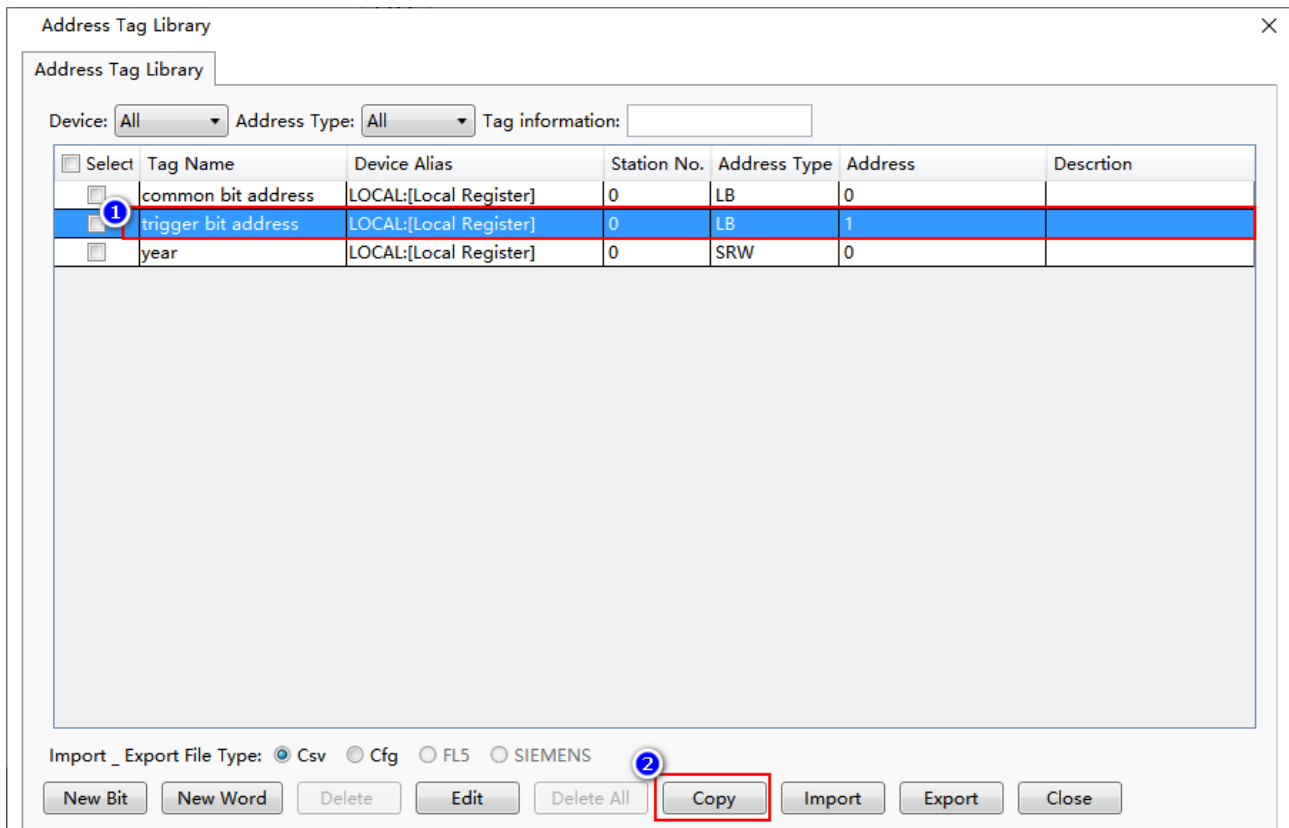 Address Tag Library
Address Tag Library
Device: All Address Type: All Tag information:
Select Tag Name Device Alias Station No. Address Type Address Descrtion
common bit address LOCAL:[Local Register] 0 LB 0
1
trigger bit address LOCAL:[Local Register] 0 LB 1
year LOCAL:[Local Register] 0 SRW 0
Import _ Export File Type: Csv Cfg FL5 SIEMENS
2
New Bit New Word Delete Edit Delete All Copy Import Export Close